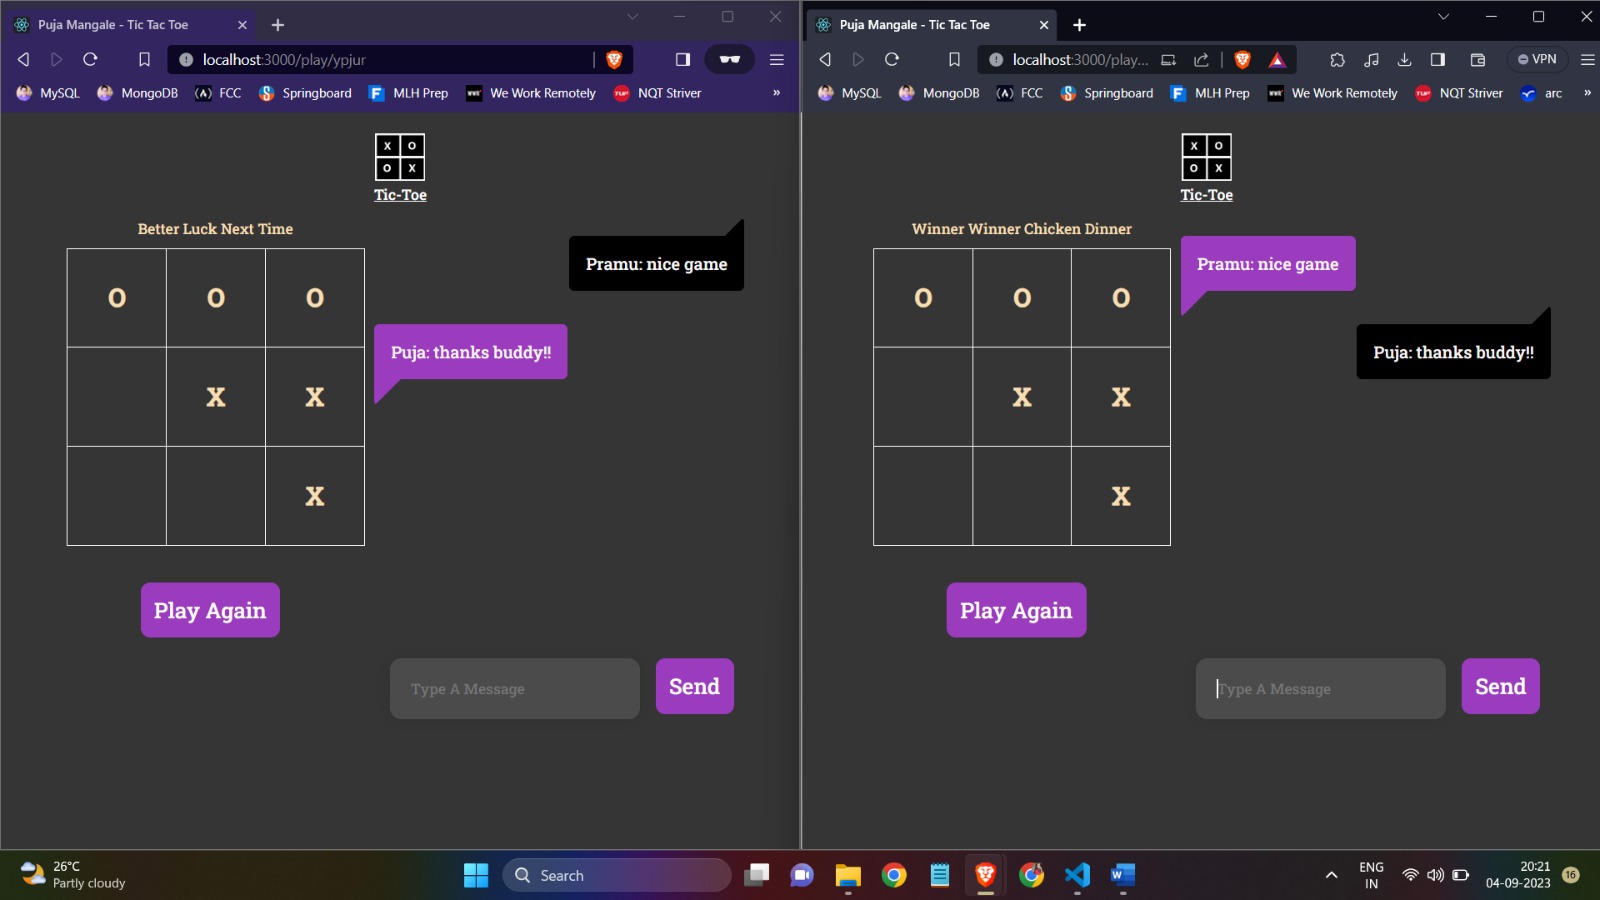 Puja Mangale - Tic Tac Toe
localhost:3000/play/ypjur
MySQL MongoDB FCC Springboard MLH Prep We Work Remotely NQT Striver »
X O
O X
Tic-Toe
Better Luck Next Time
Pramu: nice game
O O O
Puja: thanks buddy!!
X X
X
Play Again
Type A Message Send
Puja Mangale - Tic Tac Toe
localhost:3000/play... VPN
MySQL MongoDB FCC Springboard MLH Prep We Work Remotely NQT Striver arc »
X O
O X
Tic-Toe
Winner Winner Chicken Dinner
Pramu: nice game
O O O
Puja: thanks buddy!!
X X
X
Play Again
Type A Message Send
26°C
Partly cloudy
Search
ENG
IN
20:21
04-09-2023
16